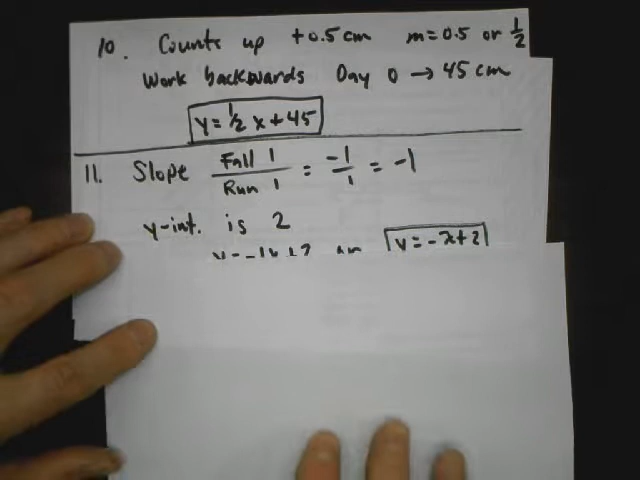 10. Counts up +0.5 cm m=0.5 or 1/2
Work backwards Day 0 → 45 cm
y = 1/2 x + 45
11. Slope Fall 1 / Run 1 = -1/1 = -1
y-int. is 2
y = -x+2